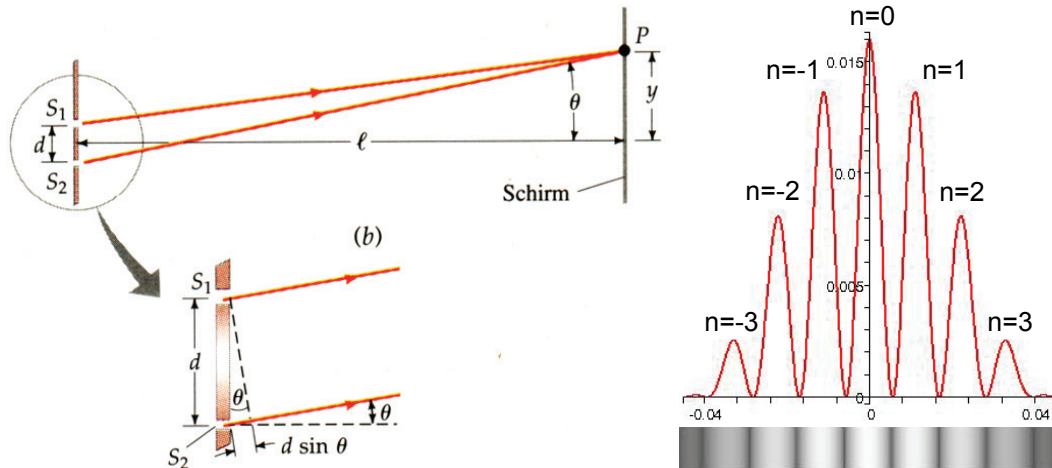 P
S₁
d
S₂
ℓ
θ
y
Schirm
(b)
S₁
d
θ
θ
S₂
d sin θ
n=0
0.015
n=-1
n=1
0.01
n=-2
n=2
0.005
n=-3
n=3
0
-0.04
0
0.04